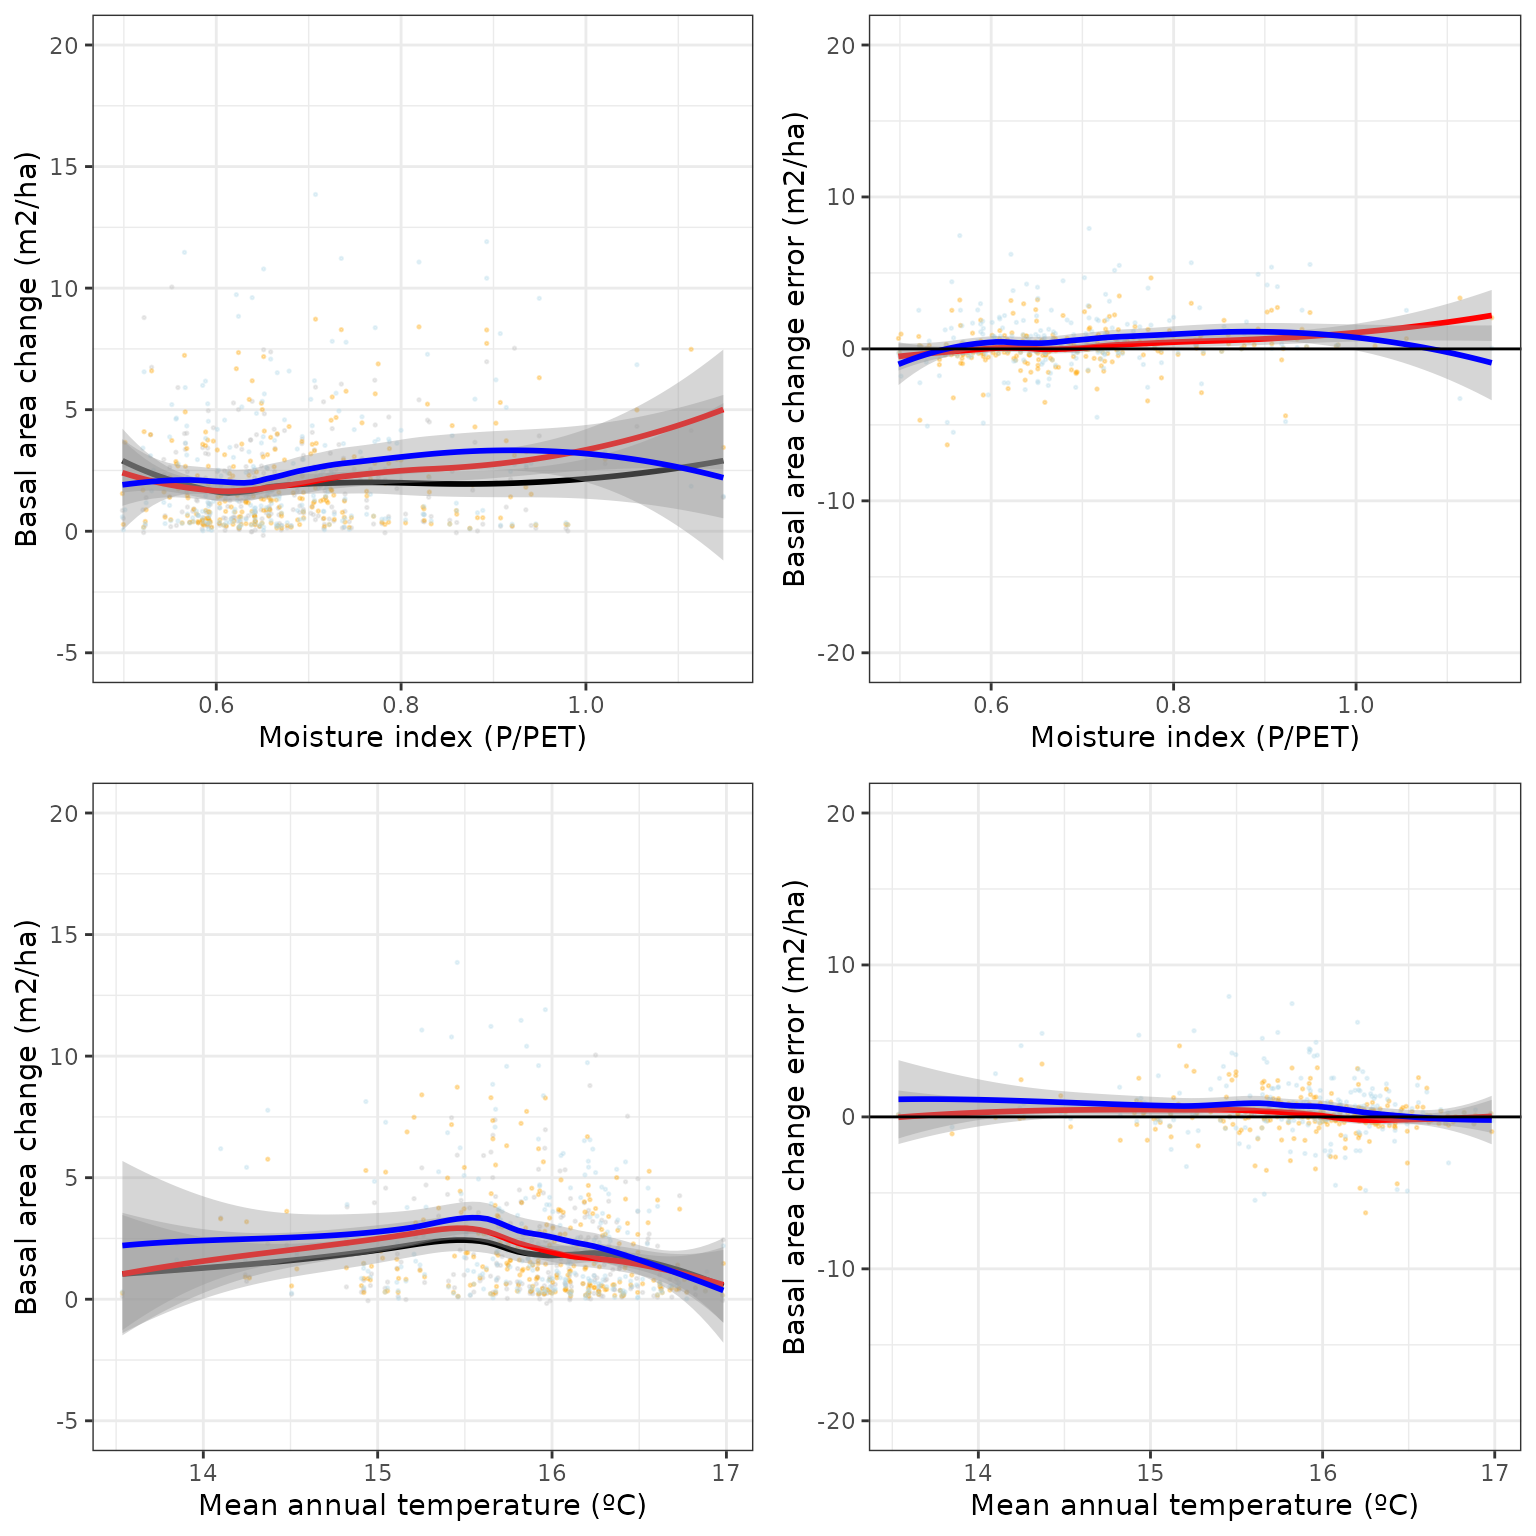 Basal area change (m2/ha)
20
15
10
5
0
-5
0.6 0.8 1.0
Moisture index (P/PET)
Basal area change error (m2/ha)
20
10
0
-10
-20
0.6 0.8 1.0
Moisture index (P/PET)
Basal area change (m2/ha)
20
15
10
5
0
-5
14 15 16 17
Mean annual temperature (ºC)
Basal area change error (m2/ha)
20
10
0
-10
-20
14 15 16 17
Mean annual temperature (ºC)